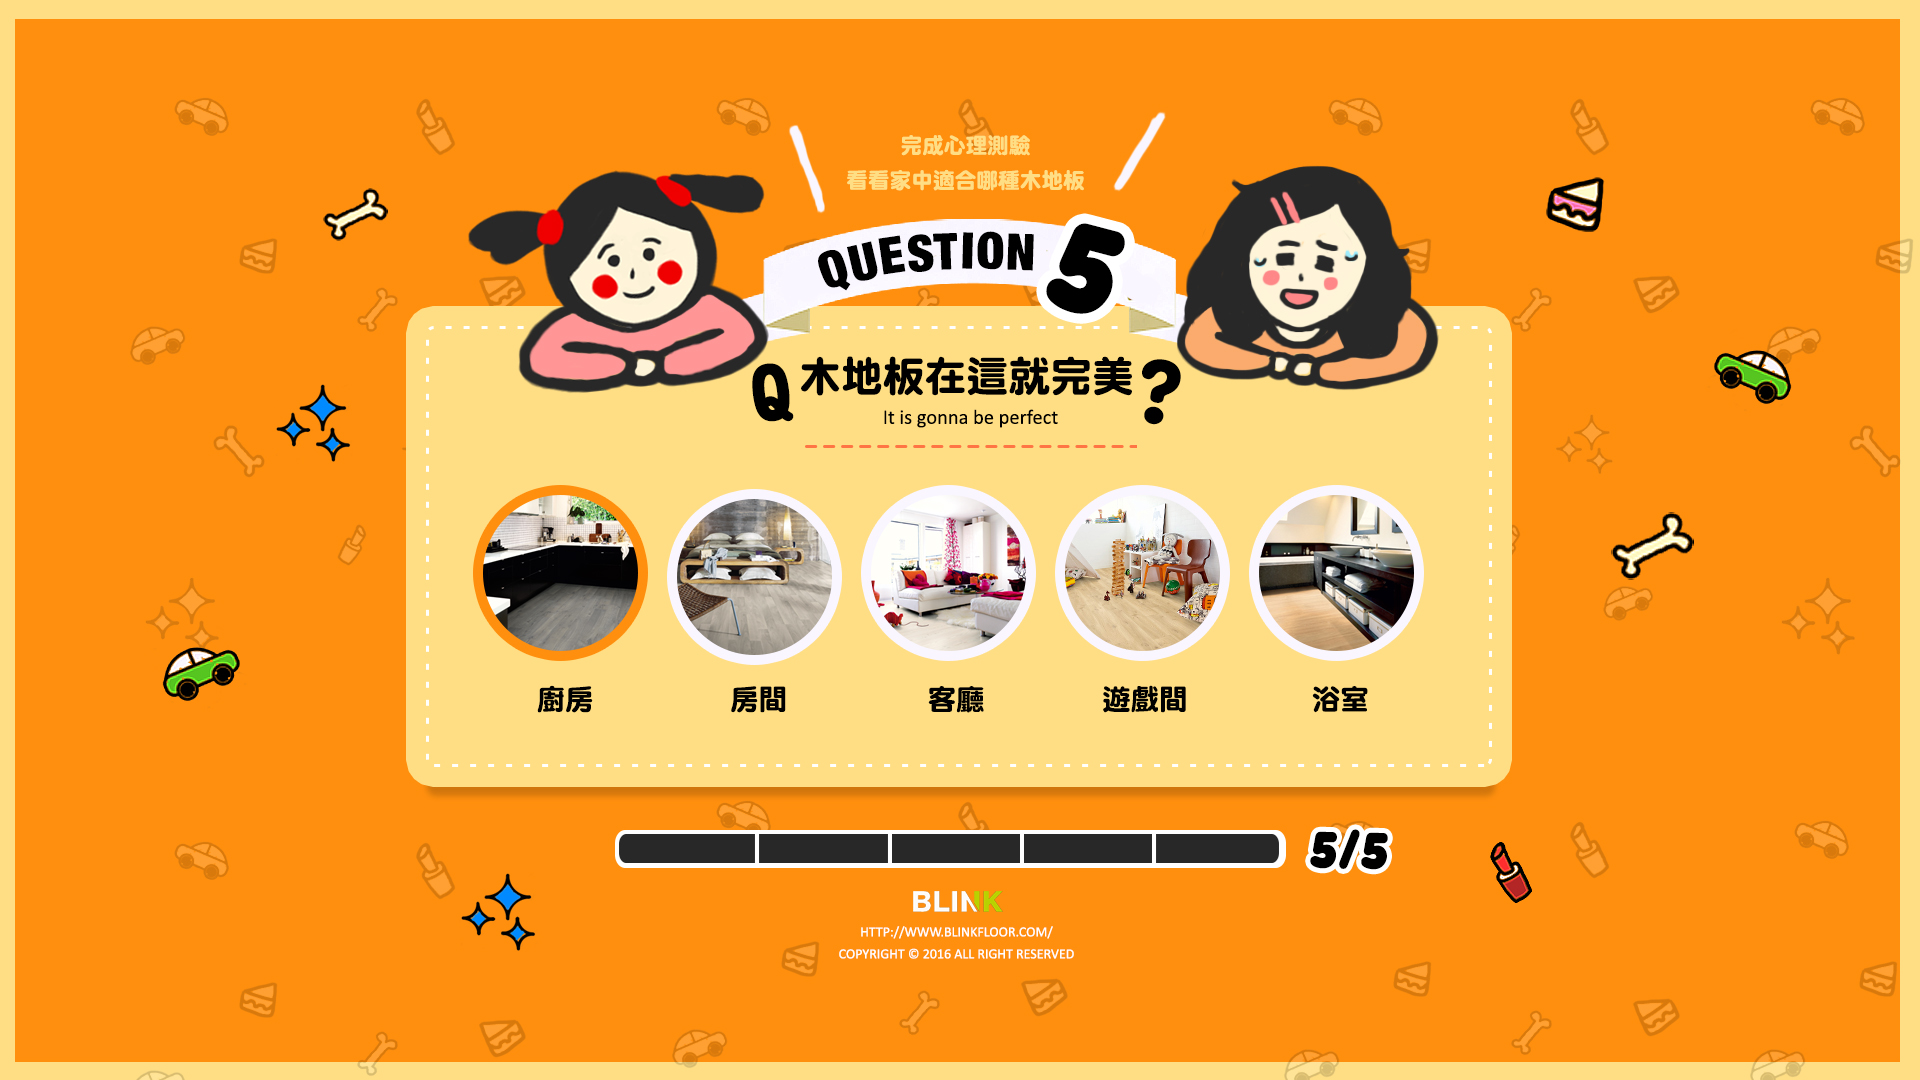 完成心理測驗
看看家中適合哪種木地板
QUESTION 5
Q 木地板在這就完美?
It is gonna be perfect
廚房
房間
客廳
遊戲間
浴室
5/5
BLINK
HTTP://WWW.BLINKFLOOR.COM/
COPYRIGHT © 2016 ALL RIGHT RESERVED